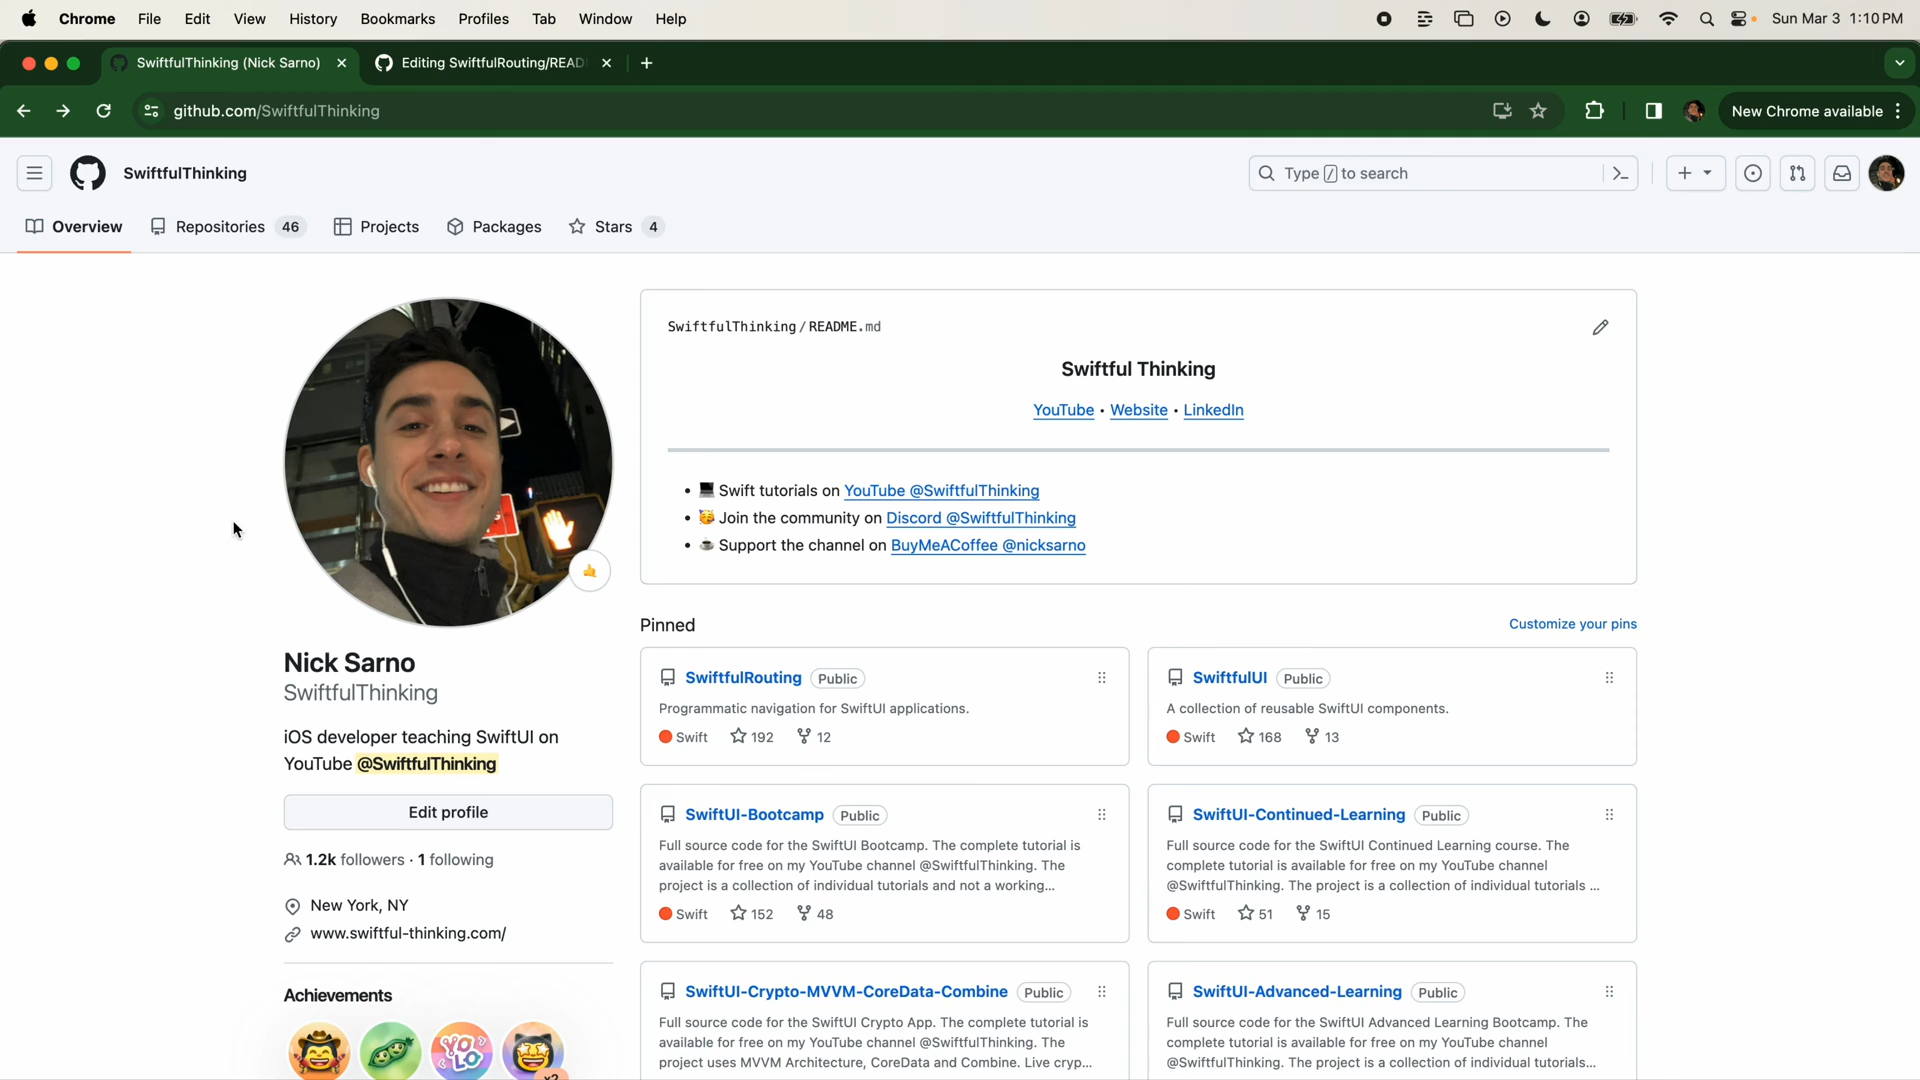 Chrome File Edit View History Bookmarks Profiles Tab Window Help Sun Mar 3 1:10 PM
SwiftfulThinking (Nick Sarno) Editing SwiftfulRouting/READ
github.com/SwiftfulThinking New Chrome available
SwiftfulThinking Type / to search
Overview Repositories 46 Projects Packages Stars 4
SwiftfulThinking / README.md
Swiftful Thinking
YouTube • Website • LinkedIn
• 💻 Swift tutorials on YouTube @SwiftfulThinking
• 🥳 Join the community on Discord @SwiftfulThinking
• ☕ Support the channel on BuyMeACoffee @nicksarno
Nick Sarno
SwiftfulThinking
iOS developer teaching SwiftUI on
YouTube @SwiftfulThinking
Edit profile
1.2k followers · 1 following
New York, NY
www.swiftful-thinking.com/
Achievements
YOLO
x2
Pinned Customize your pins
SwiftfulRouting Public
Programmatic navigation for SwiftUI applications.
Swift 192 12
SwiftfulUI Public
A collection of reusable SwiftUI components.
Swift 168 13
SwiftUI-Bootcamp Public
Full source code for the SwiftUI Bootcamp. The complete tutorial is
available for free on my YouTube channel @SwiftfulThinking. The
project is a collection of individual tutorials and not a working...
Swift 152 48
SwiftUI-Continued-Learning Public
Full source code for the SwiftUI Continued Learning course. The
complete tutorial is available for free on my YouTube channel
@SwiftfulThinking. The project is a collection of individual tutorials ...
Swift 51 15
SwiftUI-Crypto-MVVM-CoreData-Combine Public
Full source code for the SwiftUI Crypto App. The complete tutorial is
available for free on my YouTube channel @SwiftfulThinking. The
project uses MVVM Architecture, CoreData and Combine. Live cryp...
SwiftUI-Advanced-Learning Public
Full source code for the SwiftUI Advanced Learning Bootcamp. The
complete tutorial is available for free on my YouTube channel
@SwiftfulThinking. The project is a collection of individual tutorials...